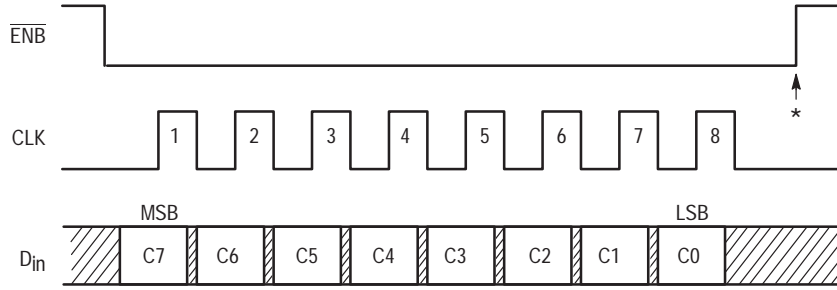 ENB
*
CLK 1 2 3 4 5 6 7 8
MSB LSB
Din C7 C6 C5 C4 C3 C2 C1 C0